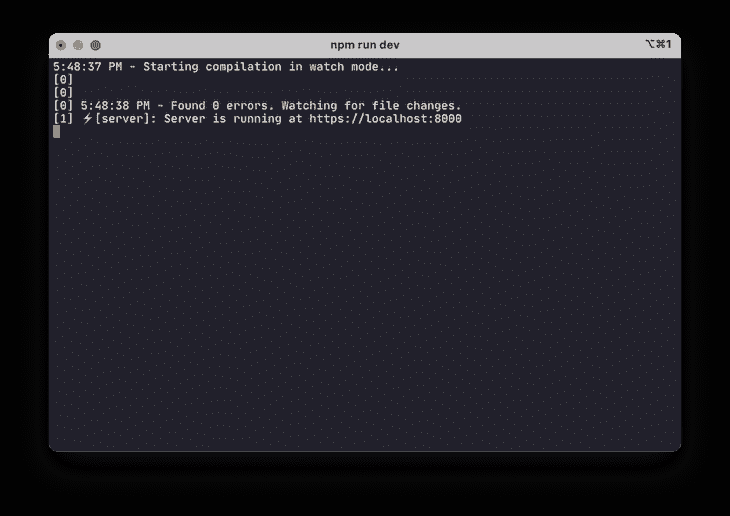 npm run dev ⌥⌘1
5:48:37 PM - Starting compilation in watch mode...
[0]
[0]
[0] 5:48:38 PM - Found 0 errors. Watching for file changes.
[1] ⚡[server]: Server is running at https://localhost:8000